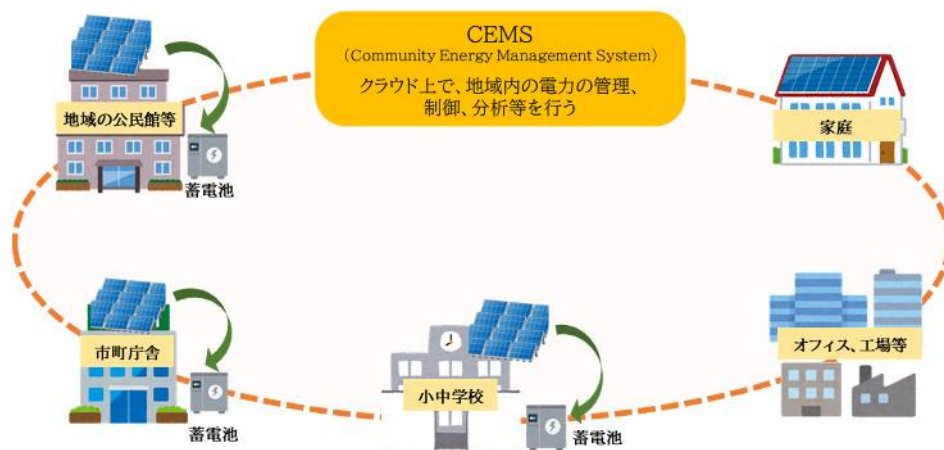 CEMS
(Community Energy Management System)
クラウド上で、地域内の電力の管理、
制御、分析等を行う
地域の公民館等
蓄電池
家庭
市町庁舎
蓄電池
小中学校
蓄電池
オフィス、工場等